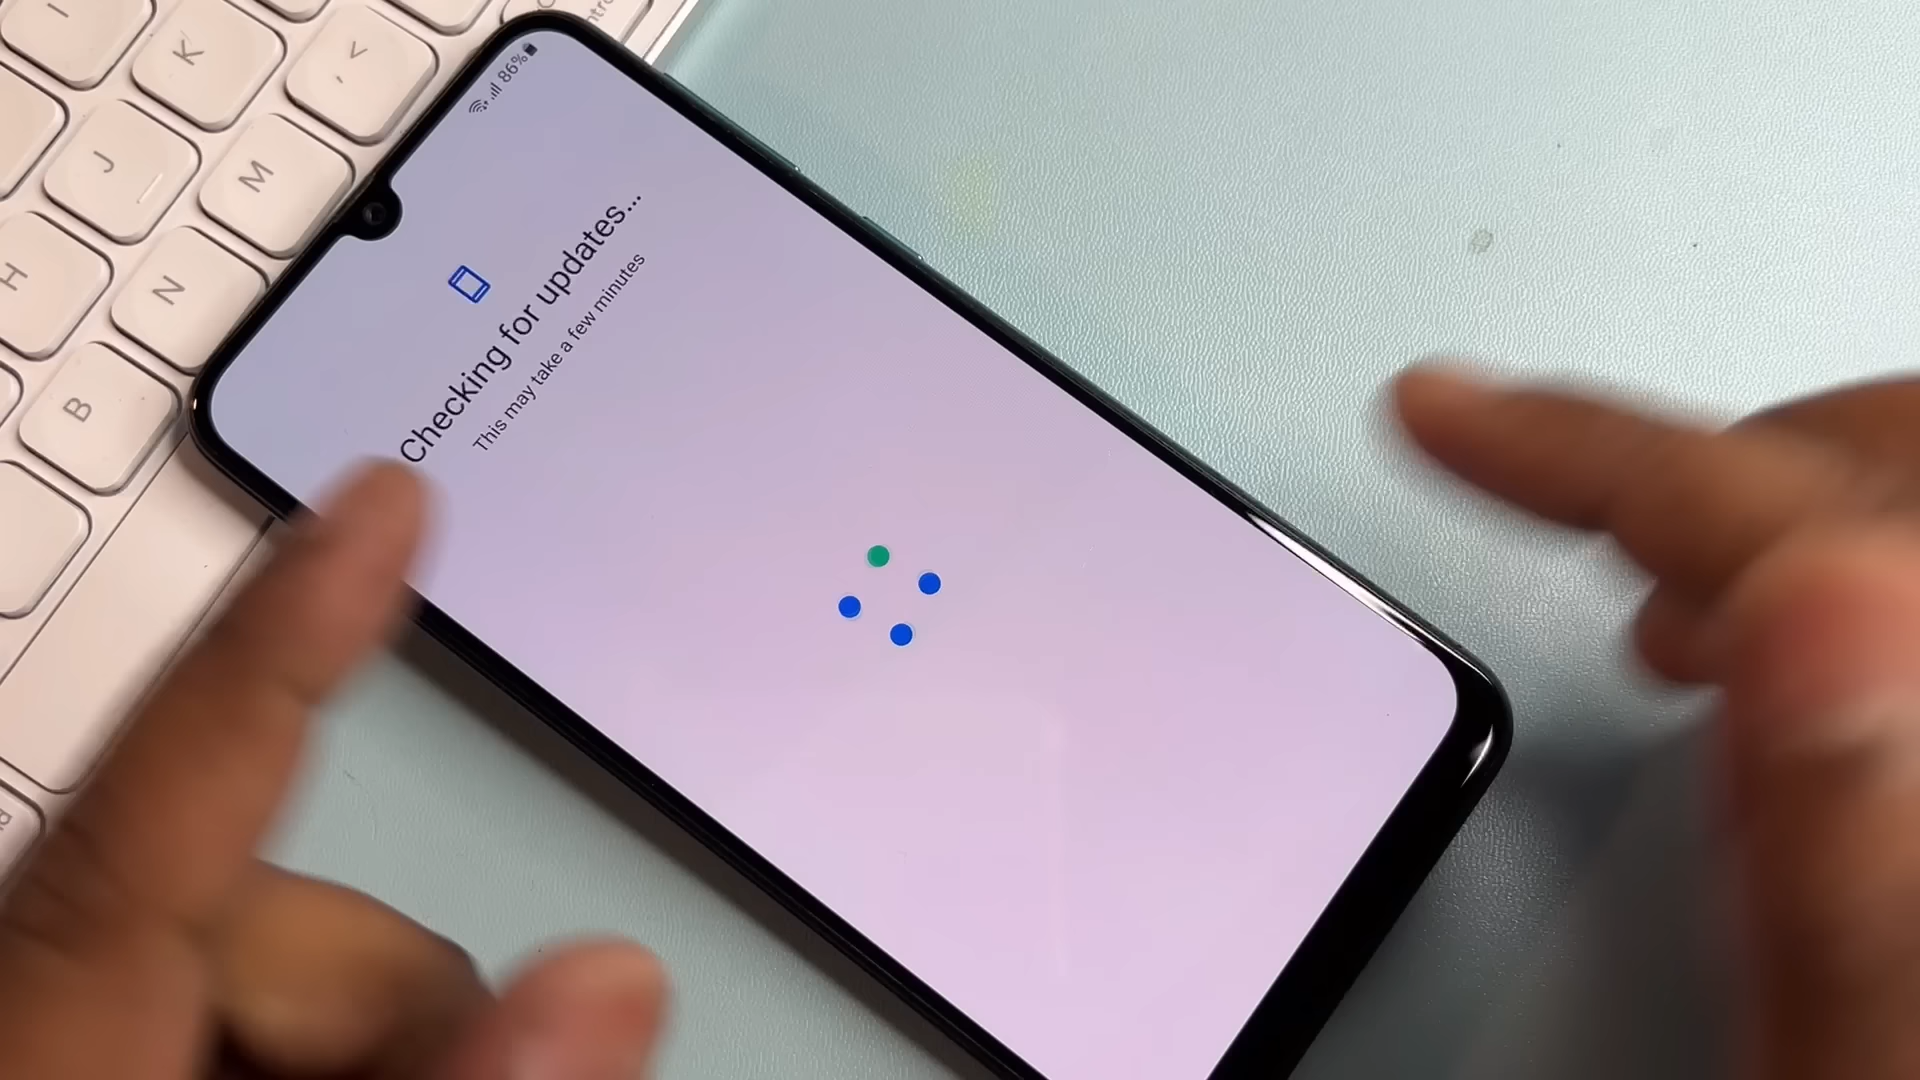 86%
Checking for updates...
This may take a few minutes
K
<
,
J
M
H
N
B